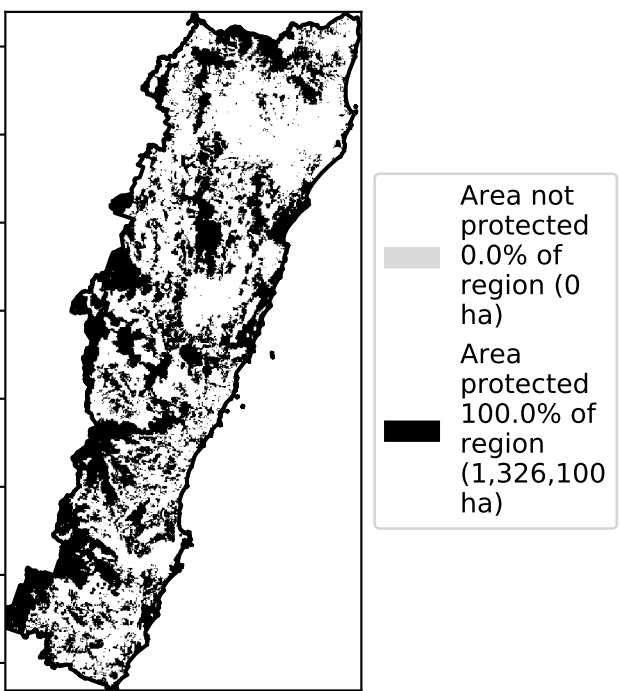 Area not
protected
0.0% of
region (0
ha)
Area
protected
100.0% of
region
(1,326,100
ha)